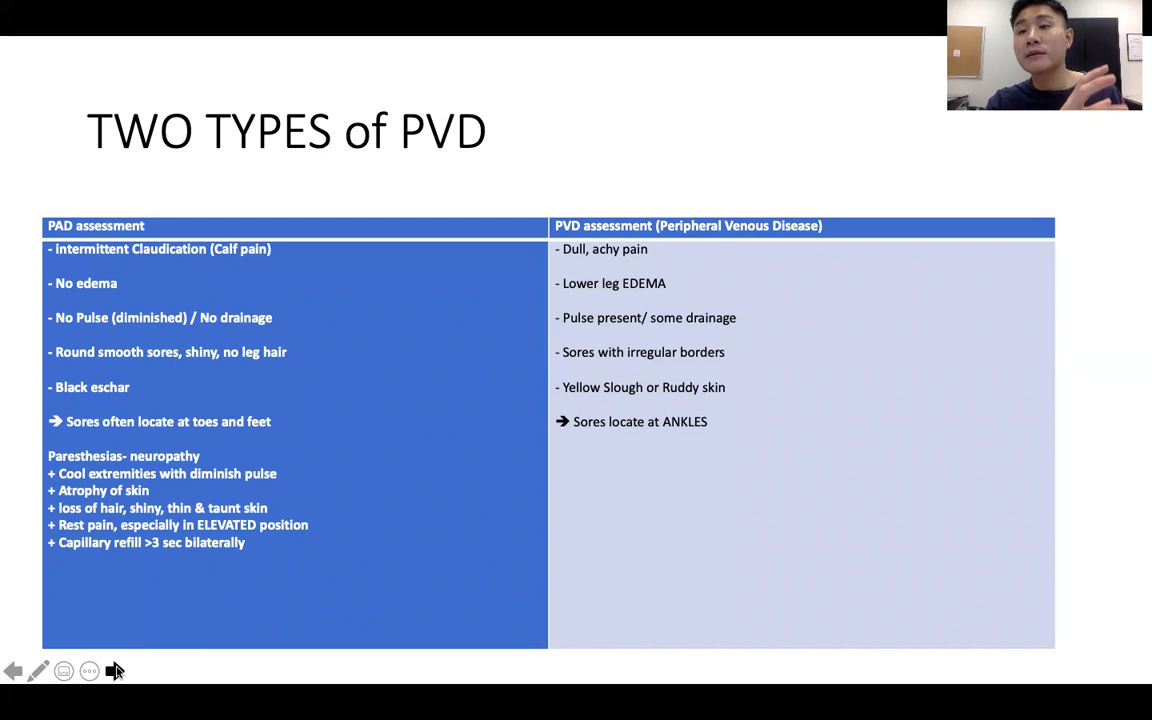 TWO TYPES of PVD
PAD assessment
- intermittent Claudication (Calf pain)
- No edema
- No Pulse (diminished) / No drainage
- Round smooth sores, shiny, no leg hair
- Black eschar
➔ Sores often locate at toes and feet
Paresthesias- neuropathy
+ Cool extremities with diminish pulse
+ Atrophy of skin
+ loss of hair, shiny, thin & taunt skin
+ Rest pain, especially in ELEVATED position
+ Capillary refill >3 sec bilaterally
PVD assessment (Peripheral Venous Disease)
- Dull, achy pain
- Lower leg EDEMA
- Pulse present/ some drainage
- Sores with irregular borders
- Yellow Slough or Ruddy skin
➔ Sores locate at ANKLES